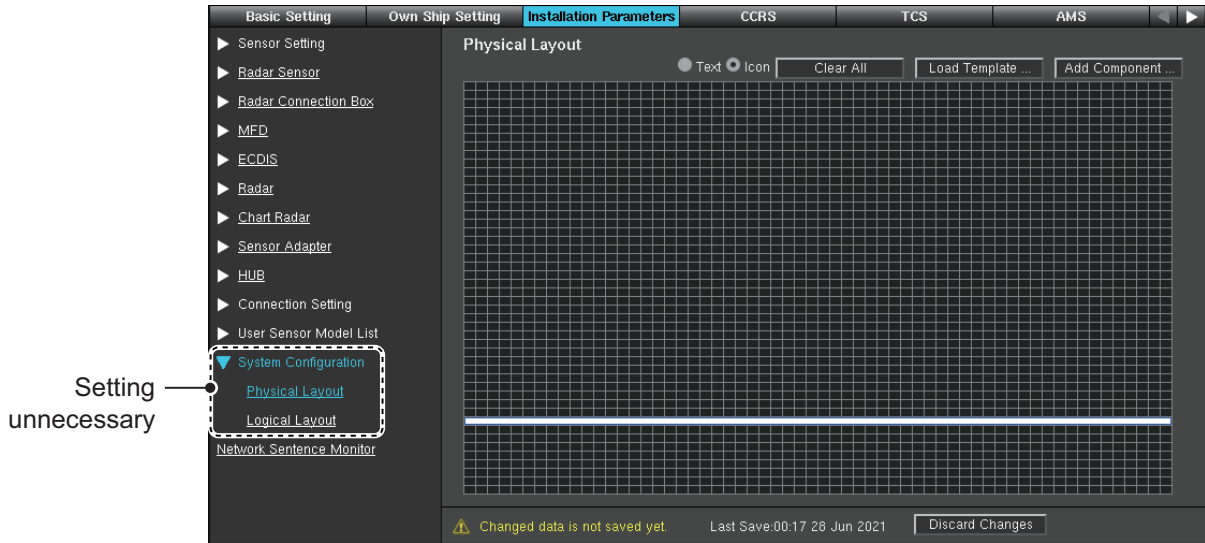 Basic Setting Own Ship Setting Installation Parameters CCRS TCS AMS
Sensor Setting
Radar Sensor
Radar Connection Box
MFD
ECDIS
Radar
Chart Radar
Sensor Adapter
HUB
Connection Setting
User Sensor Model List
System Configuration
Physical Layout
Logical Layout
Network Sentence Monitor
Setting
unnecessary
Physical Layout
Text Icon Clear All Load Template ... Add Component ...
Changed data is not saved yet. Last Save:00:17 28 Jun 2021 Discard Changes